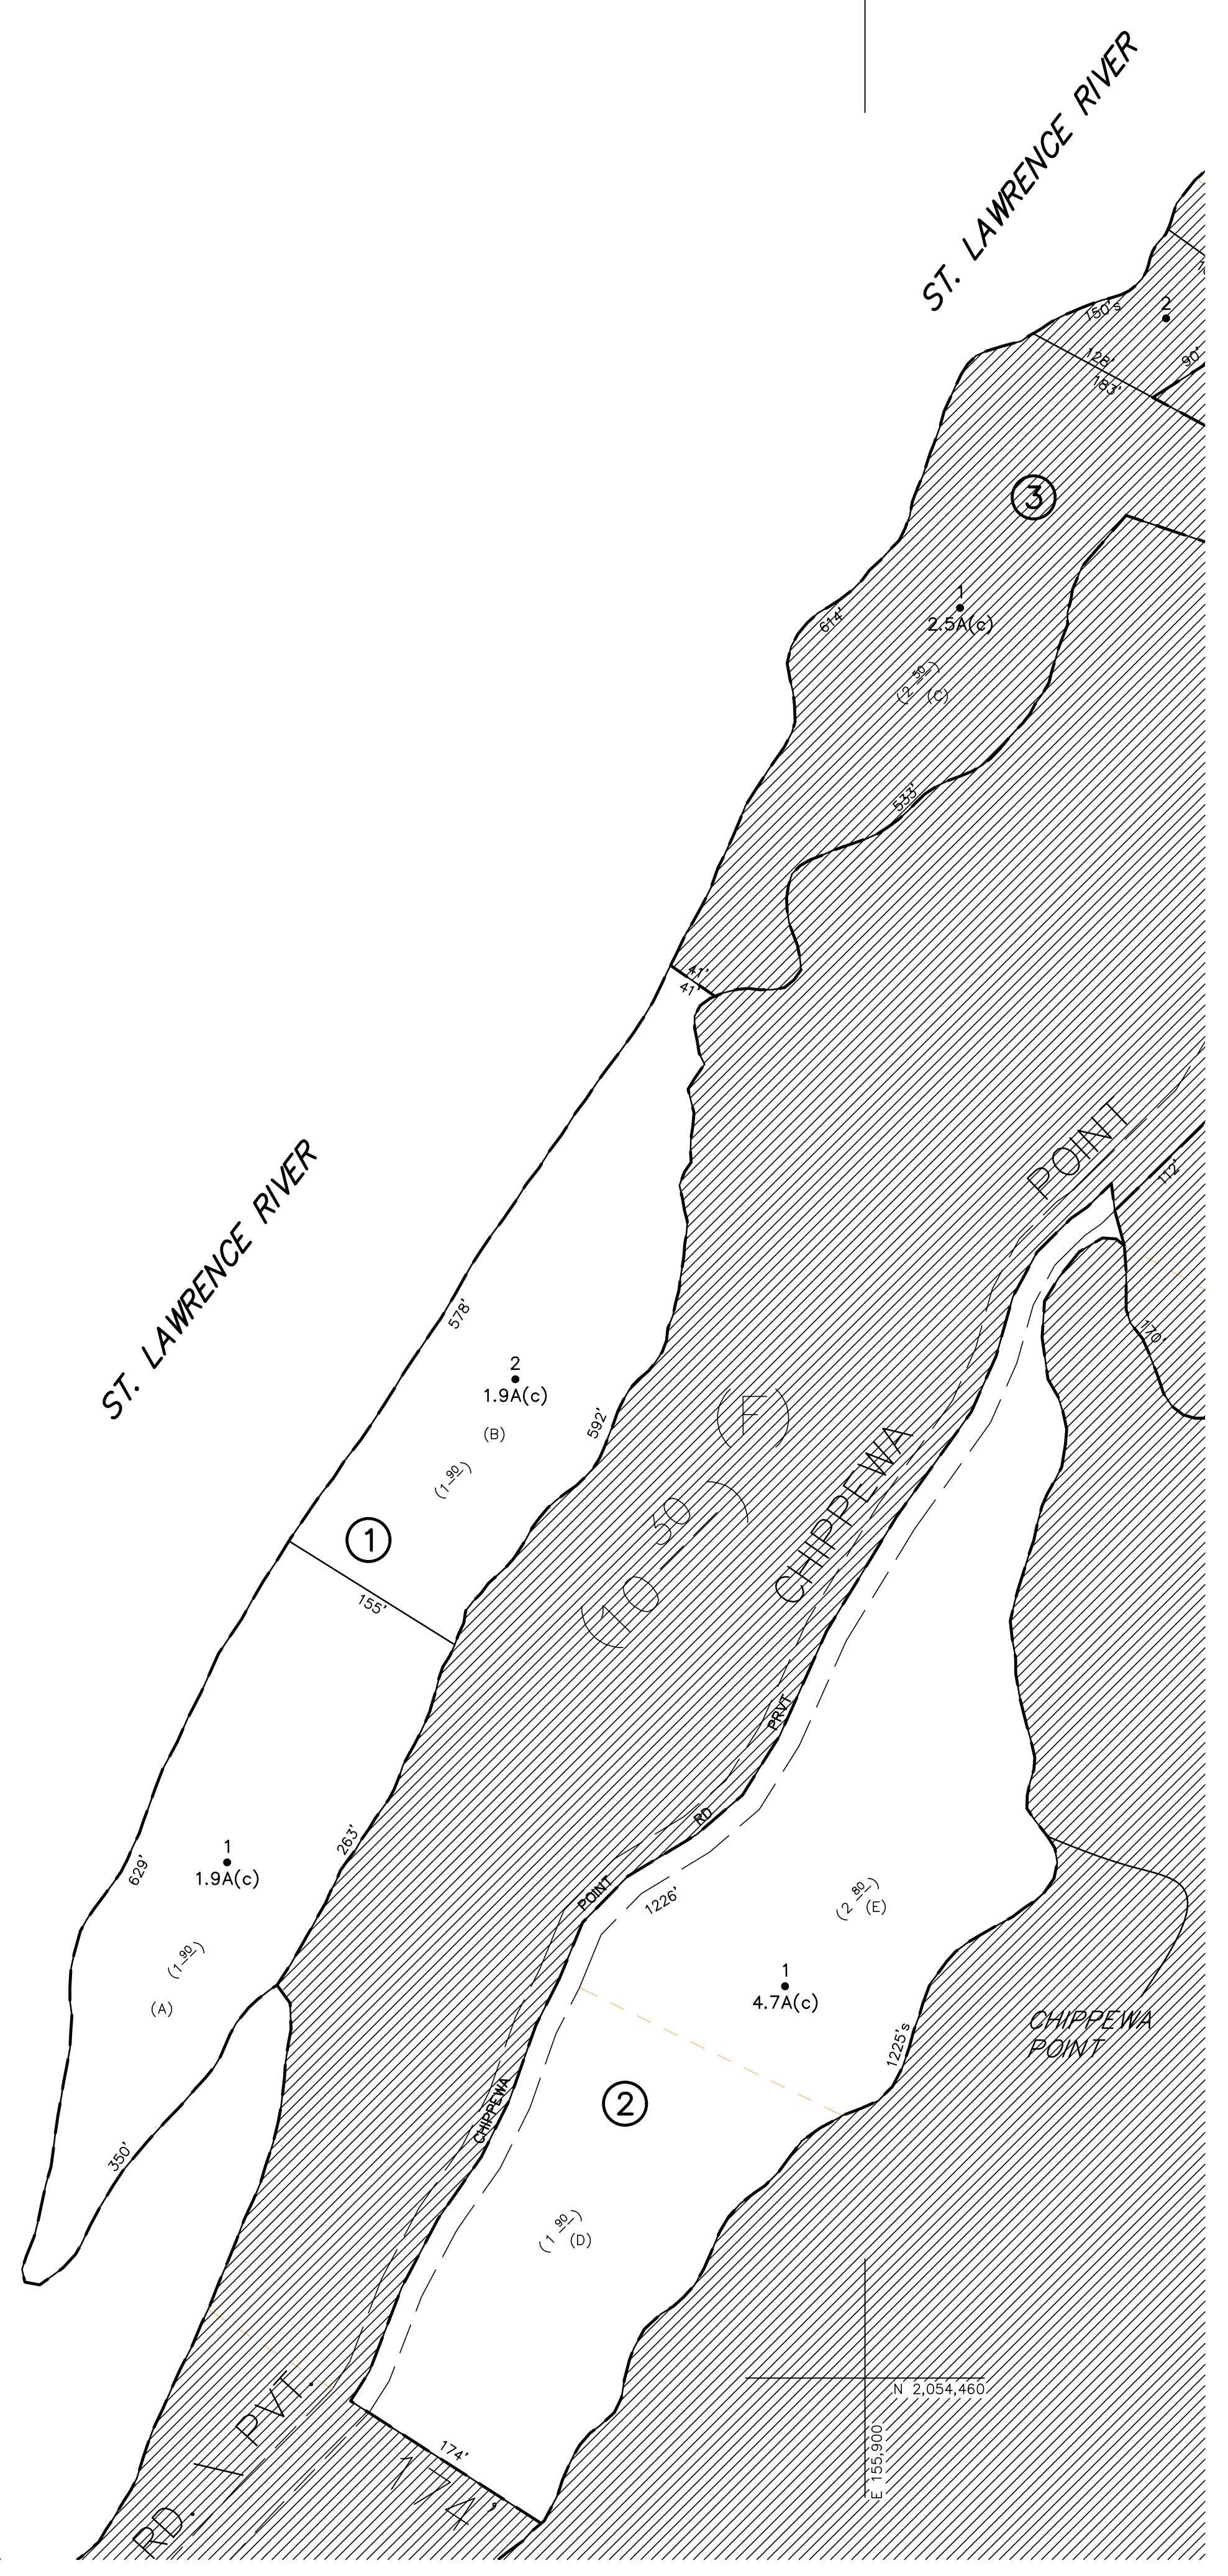 ST. LAWRENCE RIVER
2
150's
128'
183'
90'
3
1
2.5A(c)
614'
(2 50)
(C)
533'
41'
41'
POINT
112'
ST. LAWRENCE RIVER
578'
170'
2
1.9A(c)
(B)
592'
(F)
(1 90)
CHIPPEWA
(10 50)
1
155'
PRVT
RD
263'
1
1.9A(c)
629'
POINT
1226'
(2 80)
(E)
(1 90)
(A)
1
4.7A(c)
CHIPPEWA
POINT
1225's
CHIPPEWA
2
350'
(1 90)
(D)
N 2,054,460
E 155,900
PVT.
RD. /
174'
174's